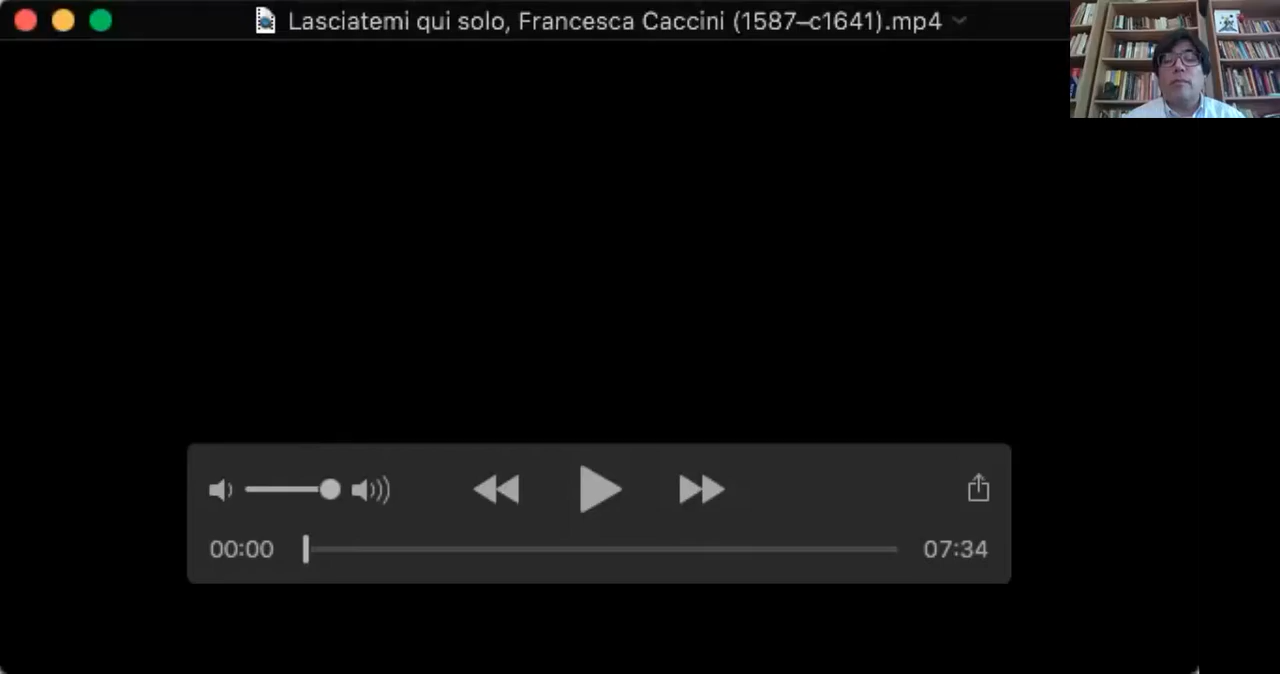 Lasciatemi qui solo, Francesca Caccini (1587–c1641).mp4
00:00
07:34